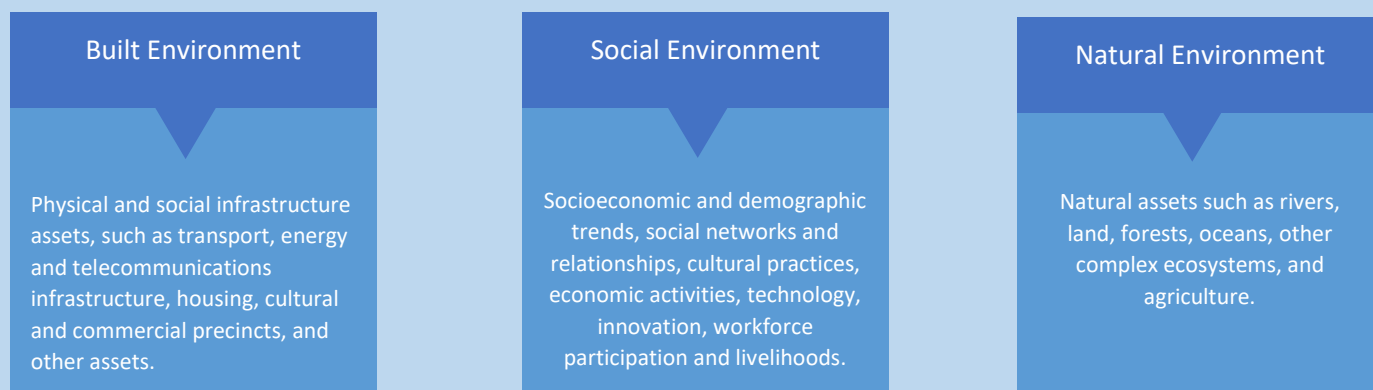 Built Environment
Physical and social infrastructure
assets, such as transport, energy
and telecommunications
infrastructure, housing, cultural
and commercial precincts, and
other assets.
Social Environment
Socioeconomic and demographic
trends, social networks and
relationships, cultural practices,
economic activities, technology,
innovation, workforce
participation and livelihoods.
Natural Environment
Natural assets such as rivers,
land, forests, oceans, other
complex ecosystems, and
agriculture.